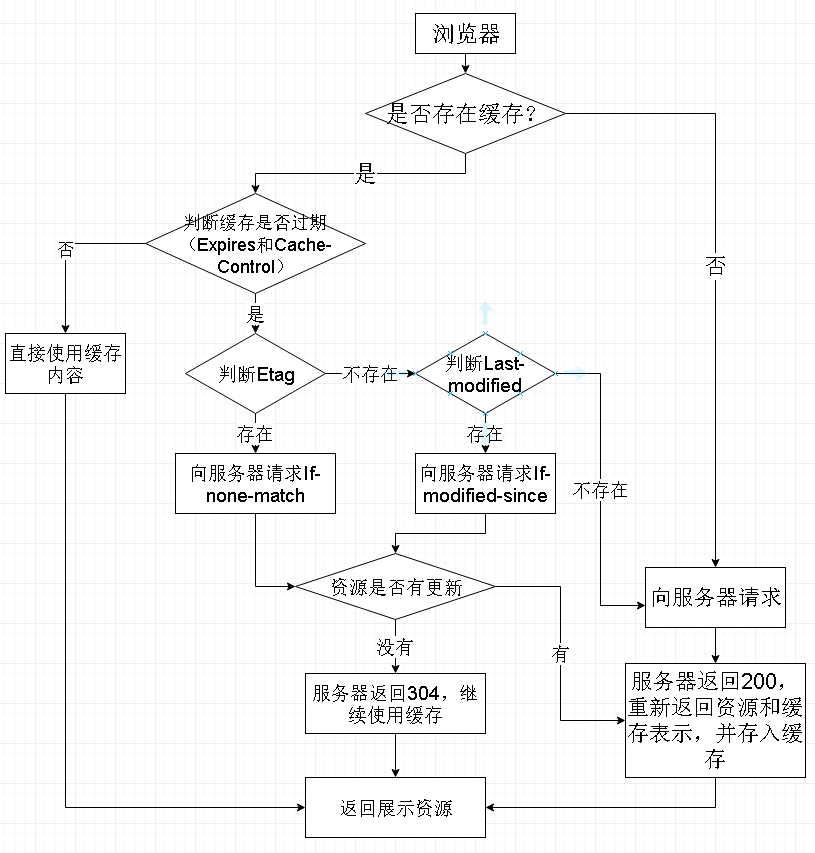 浏览器
是否存在缓存？
是
判断缓存是否过期
（Expires和Cache-
Control）
否
否
是
直接使用缓存
内容
判断Etag
不存在
判断Last-
modified
存在
存在
向服务器请求If-
none-match
向服务器请求If-
modified-since
不存在
资源是否有更新
向服务器请求
没有
有
服务器返回304，继
续使用缓存
服务器返回200，
重新返回资源和缓
存表示，并存入缓
存
返回展示资源